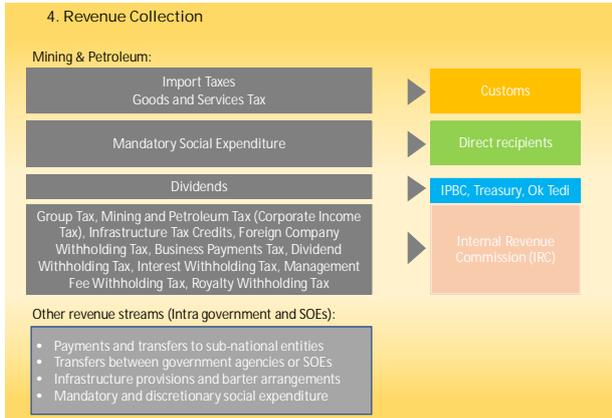 4. Revenue Collection
Mining & Petroleum:
Import Taxes
Goods and Services Tax
Customs
Mandatory Social Expenditure
Direct recipients
Dividends
IPBC, Treasury, Ok Tedi
Group Tax, Mining and Petroleum Tax (Corporate Income
Tax), Infrastructure Tax Credits, Foreign Company
Withholding Tax, Business Payments Tax, Dividend
Withholding Tax, Interest Withholding Tax, Management
Fee Withholding Tax, Royalty Withholding Tax
Internal Revenue
Commission (IRC)
Other revenue streams (Intra government and SOEs):
• Payments and transfers to sub-national entities
• Transfers between government agencies or SOEs
• Infrastructure provisions and barter arrangements
• Mandatory and discretionary social expenditure